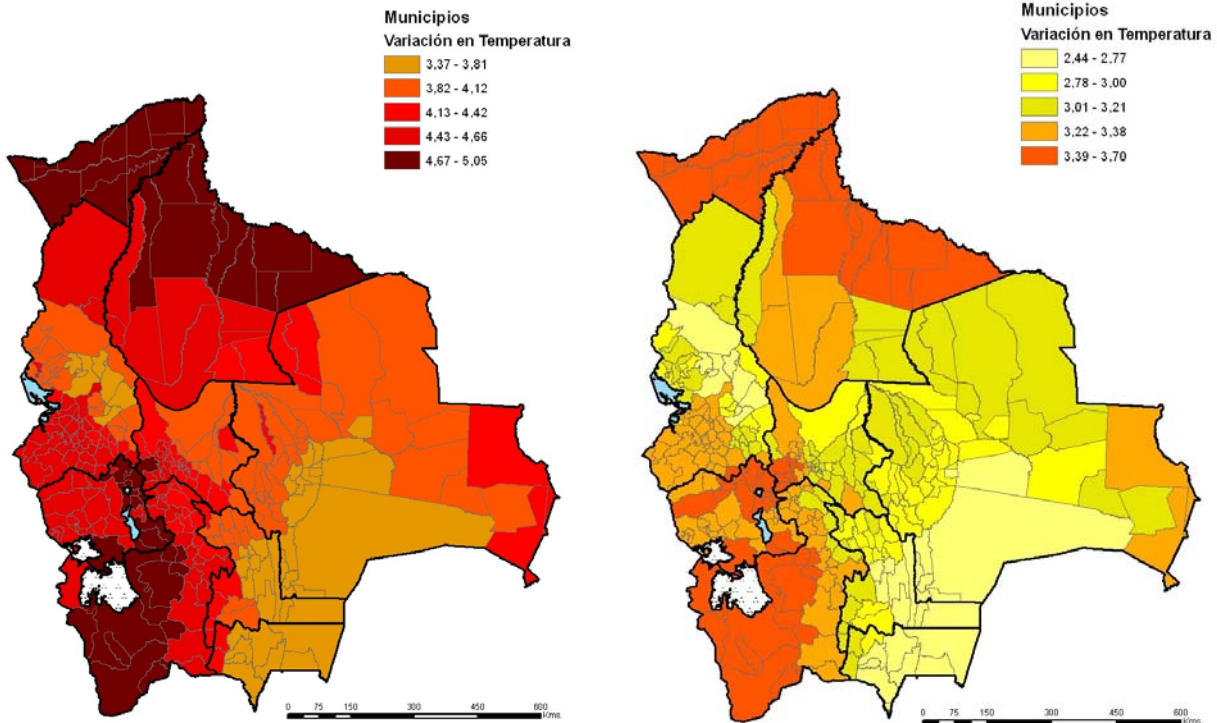 Municipios
Variación en Temperatura
3,37 - 3,81
3,82 - 4,12
4,13 - 4,42
4,43 - 4,66
4,67 - 5,05
0 75 150 300 450 600
Kms.
Municipios
Variación en Temperatura
2,44 - 2,77
2,78 - 3,00
3,01 - 3,21
3,22 - 3,38
3,39 - 3,70
0 75 150 300 450 600
Kms.